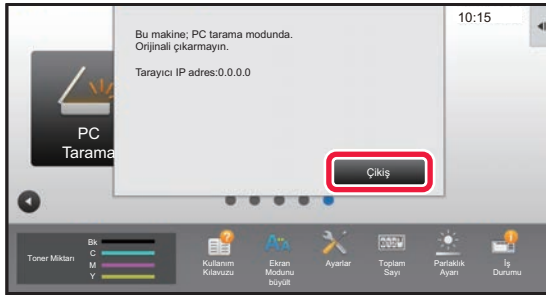 10:15
Bu makine; PC tarama modunda.
Orijinali çıkarmayın.
Tarayıcı IP adres:0.0.0.0
PC
Tarama
Çikiş
Toner Miktarı
Bk
C
M
Y
Kullanım
Kılavuzu
Ekran
Modunu
büyült
Ayarlar
Toplam
Sayı
Parlaklık
Ayarı
İş
Durumu